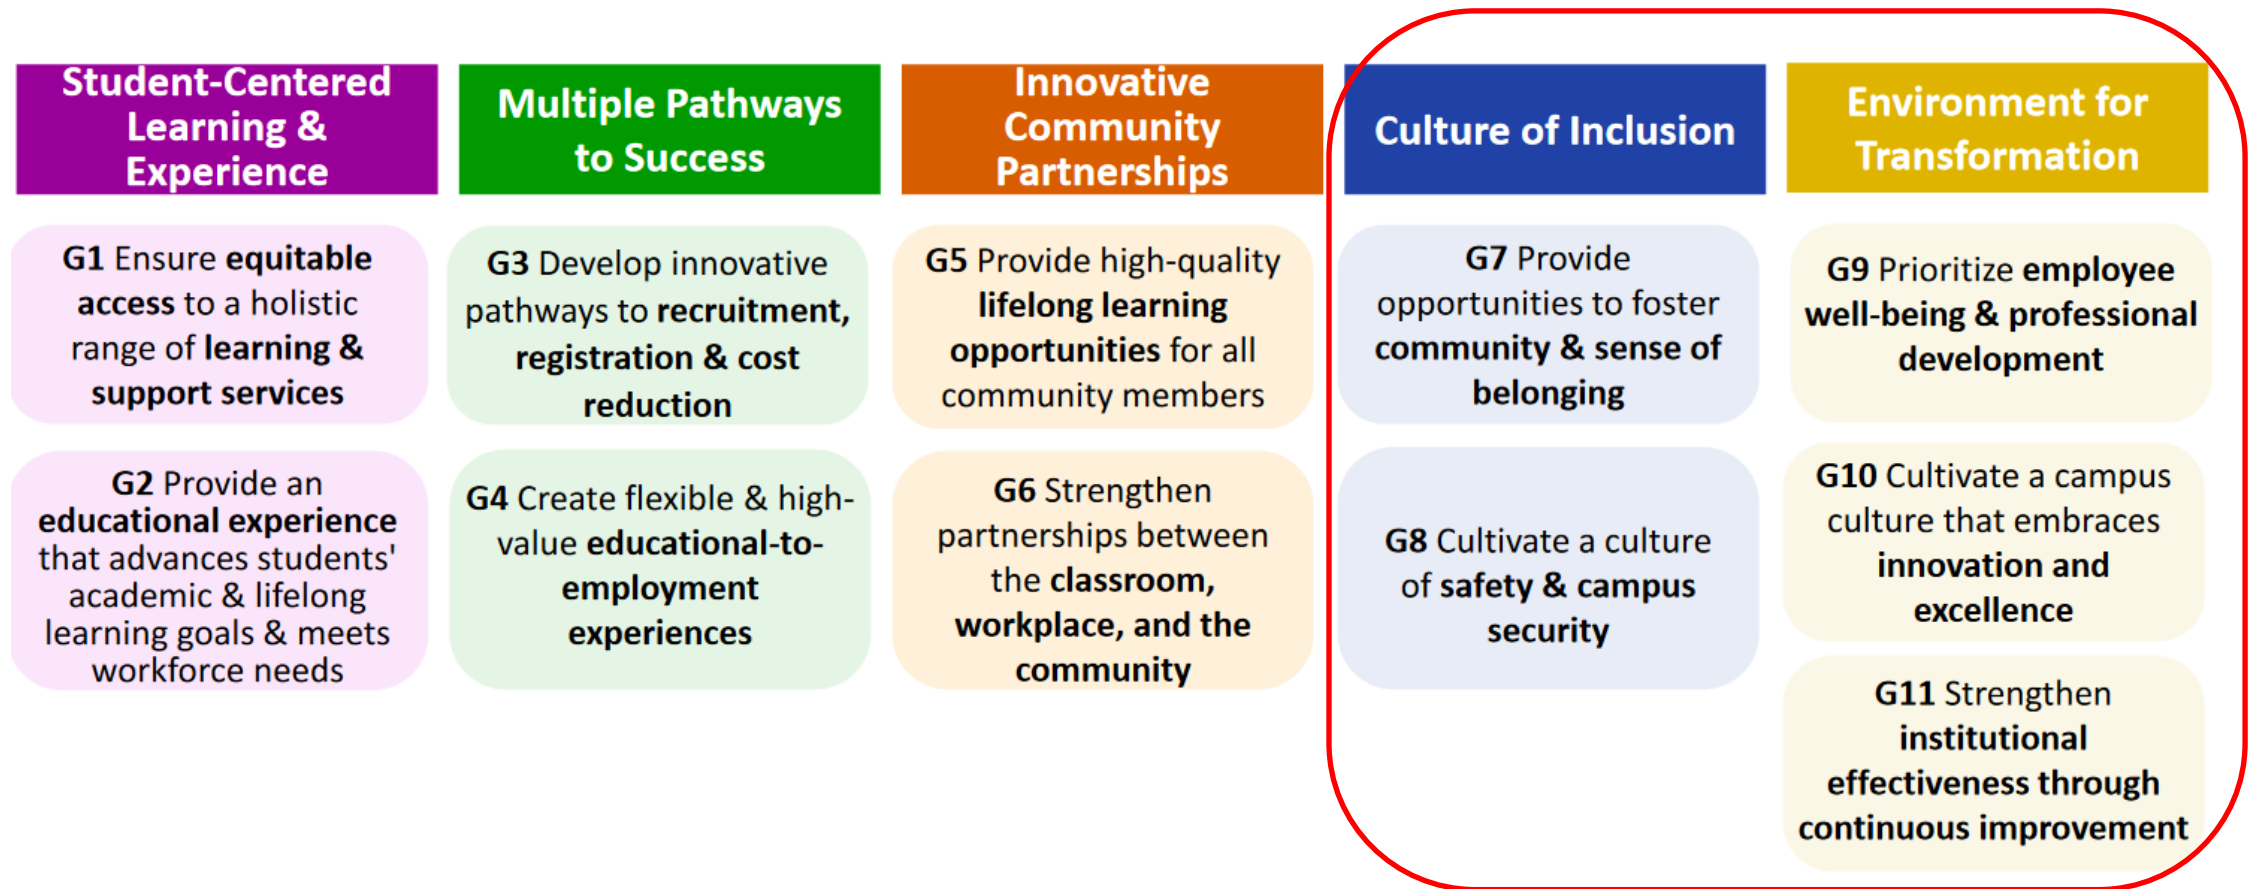 Student-Centered
Learning &
Experience
G1 Ensure equitable
access to a holistic
range of learning &
support services
G2 Provide an
educational experience
that advances students'
academic & lifelong
learning goals & meets
workforce needs
Multiple Pathways
to Success
G3 Develop innovative
pathways to recruitment,
registration & cost
reduction
G4 Create flexible & high-
value educational-to-
employment
experiences
Innovative
Community
Partnerships
G5 Provide high-quality
lifelong learning
opportunities for all
community members
G6 Strengthen
partnerships between
the classroom,
workplace, and the
community
Culture of Inclusion
G7 Provide
opportunities to foster
community & sense of
belonging
G8 Cultivate a culture
of safety & campus
security
Environment for
Transformation
G9 Prioritize employee
well-being & professional
development
G10 Cultivate a campus
culture that embraces
innovation and
excellence
G11 Strengthen
institutional
effectiveness through
continuous improvement